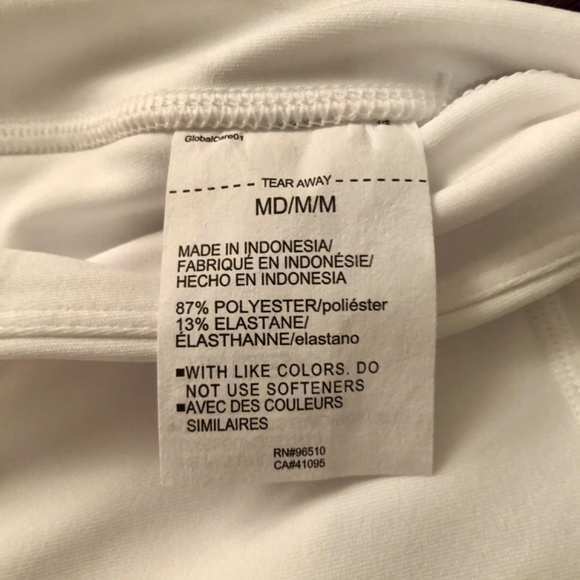 GlobalCare01
TEAR AWAY
MD/M/M
MADE IN INDONESIA/
FABRIQUÉ EN INDONÉSIE/
HECHO EN INDONESIA
87% POLYESTER/poliéster
13% ELASTANE/
ÉLASTHANNE/elastano
■WITH LIKE COLORS. DO
NOT USE SOFTENERS
■AVEC DES COULEURS
SIMILAIRES
RN#96510
CA#41095